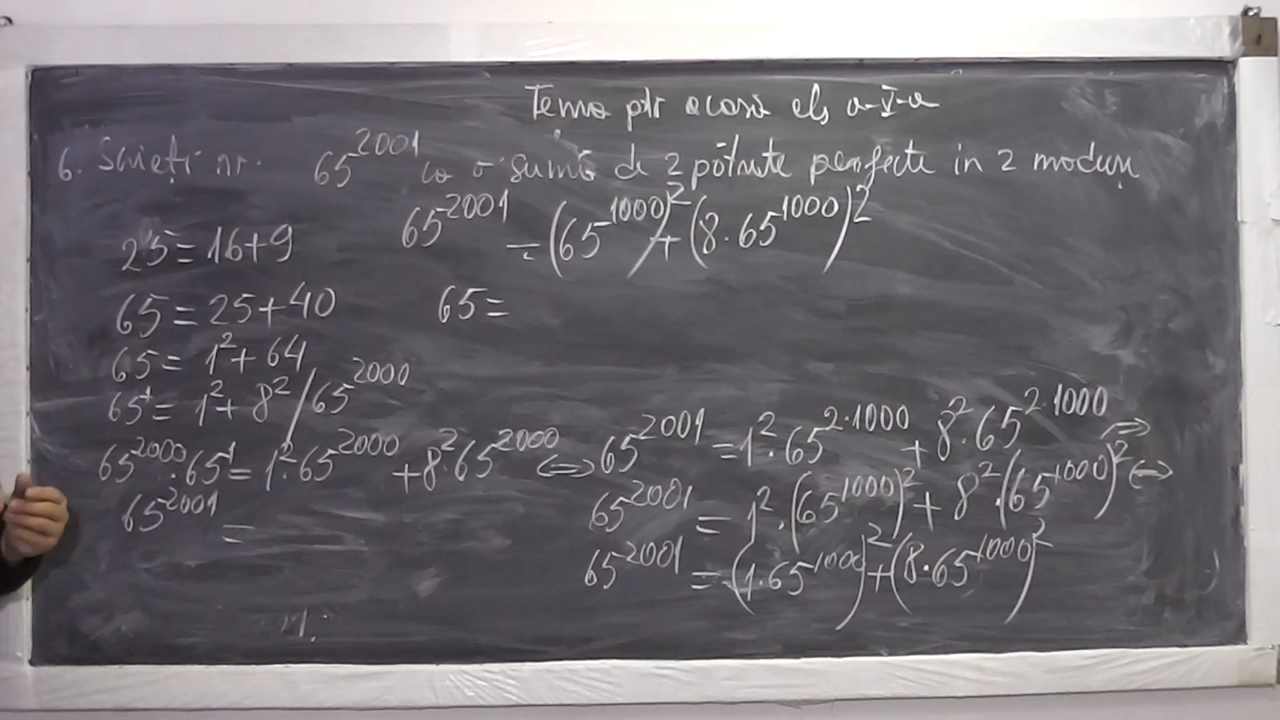 Tema ptr acasă cls a-V-a
6. Scrieți nr. 65^2001 ca o sumă de 2 pătrate perfecte în 2 moduri
65^2001 = (65^1000)^2 + (8·65^1000)^2
25 = 16+9
65 = 25+40
65 =
65 = 1^2 + 64
65^1 = 1^2 + 8^2 / 65^2000
65^2000 · 65^1 = 1^2·65^2000 + 8^2·65^2000 ⇔ 65^2001 = 1^2·65^2·1000 + 8^2·65^2·1000 ⇒
65^2001 =
65^2001 = 1^2·(65^1000)^2 + 8^2·(65^1000)^2 ⇔
65^2001 = (1·65^1000)^2 + (8·65^1000)^2